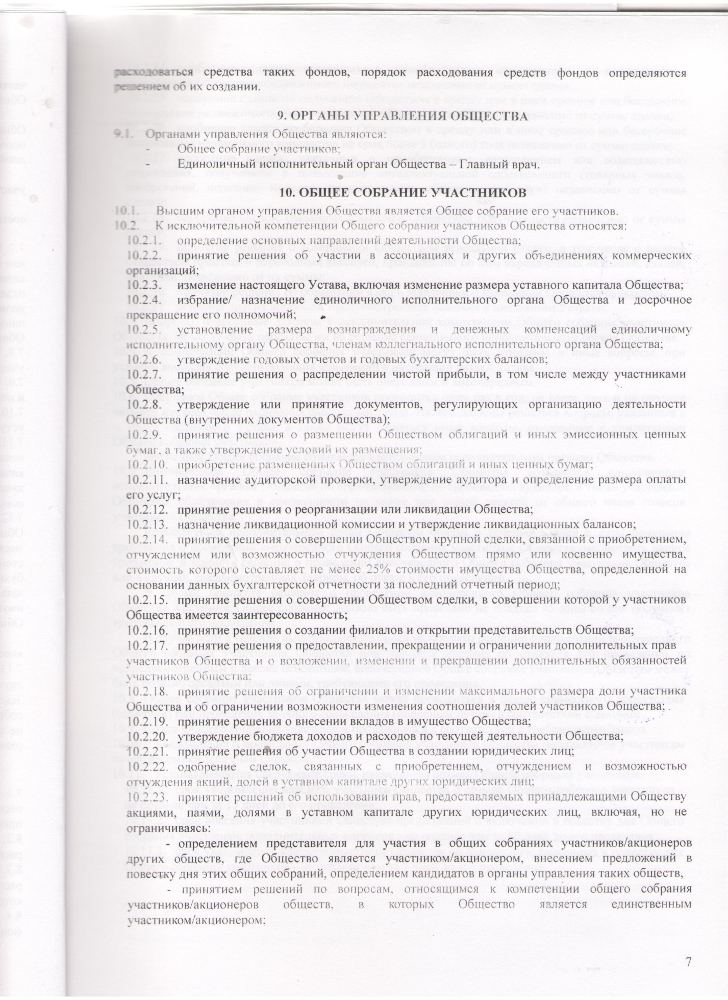 расходоваться средства таких фондов, порядок расходования средств фондов определяются
решением об их создании.
9. ОРГАНЫ УПРАВЛЕНИЯ ОБЩЕСТВА
9.1. Органами управления Общества являются:
- Общее собрание участников;
- Единоличный исполнительный орган Общества – Главный врач.
10. ОБЩЕЕ СОБРАНИЕ УЧАСТНИКОВ
10.1. Высшим органом управления Общества является Общее собрание его участников.
10.2. К исключительной компетенции Общего собрания участников Общества относятся:
10.2.1. определение основных направлений деятельности Общества;
10.2.2. принятие решения об участии в ассоциациях и других объединениях коммерческих
организаций;
10.2.3. изменение настоящего Устава, включая изменение размера уставного капитала Общества;
10.2.4. избрание/ назначение единоличного исполнительного органа Общества и досрочное
прекращение его полномочий;
10.2.5. установление размера вознаграждения и денежных компенсаций единоличному
исполнительному органу Общества, членам коллегиального исполнительного органа Общества;
10.2.6. утверждение годовых отчетов и годовых бухгалтерских балансов;
10.2.7. принятие решения о распределении чистой прибыли, в том числе между участниками
Общества;
10.2.8. утверждение или принятие документов, регулирующих организацию деятельности
Общества (внутренних документов Общества);
10.2.9. принятие решения о размещении Обществом облигаций и иных эмиссионных ценных
бумаг, а также утверждение условий их размещения;
10.2.10. приобретение размещенных Обществом облигаций и иных ценных бумаг;
10.2.11. назначение аудиторской проверки, утверждение аудитора и определение размера оплаты
его услуг;
10.2.12. принятие решения о реорганизации или ликвидации Общества;
10.2.13. назначение ликвидационной комиссии и утверждение ликвидационных балансов;
10.2.14. принятие решения о совершении Обществом крупной сделки, связанной с приобретением,
отчуждением или возможностью отчуждения Обществом прямо или косвенно имущества,
стоимость которого составляет не менее 25% стоимости имущества Общества, определенной на
основании данных бухгалтерской отчетности за последний отчетный период;
10.2.15. принятие решения о совершении Обществом сделки, в совершении которой у участников
Общества имеется заинтересованность;
10.2.16. принятие решения о создании филиалов и открытии представительств Общества;
10.2.17. принятие решения о предоставлении, прекращении и ограничении дополнительных прав
участников Общества и о возложении, изменении и прекращении дополнительных обязанностей
участников Общества;
10.2.18. принятие решения об ограничении и изменении максимального размера доли участника
Общества и об ограничении возможности изменения соотношения долей участников Общества;
10.2.19. принятие решения о внесении вкладов в имущество Общества;
10.2.20. утверждение бюджета доходов и расходов по текущей деятельности Общества;
10.2.21. принятие решения об участии Общества в создании юридических лиц;
10.2.22. одобрение сделок, связанных с приобретением, отчуждением и возможностью
отчуждения акций, долей в уставном капитале других юридических лиц;
10.2.23. принятие решений об использовании прав, предоставляемых принадлежащими Обществу
акциями, паями, долями в уставном капитале других юридических лиц, включая, но не
ограничиваясь:
- определением представителя для участия в общих собраниях участников/акционеров
других обществ, где Общество является участником/акционером, внесением предложений в
повестку дня этих общих собраний, определением кандидатов в органы управления таких обществ,
- принятием решений по вопросам, относящимся к компетенции общего собрания
участников/акционеров обществ, в которых Общество является единственным
участником/акционером;
7